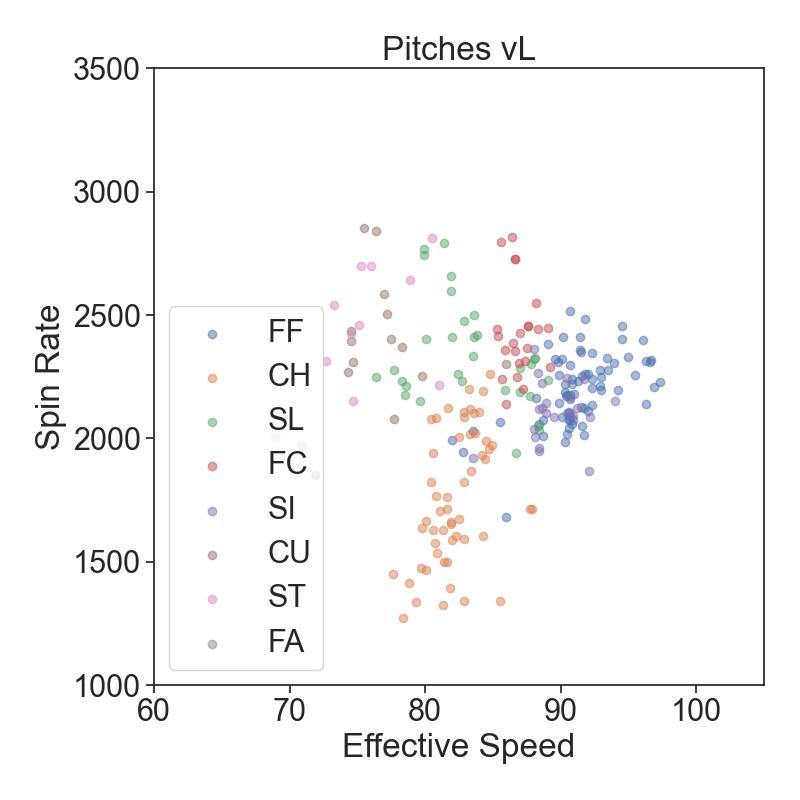 Pitches vL
3500
3000
2500
2000
1500
1000
Spin Rate
FF
CH
SL
FC
SI
CU
ST
FA
60 70 80 90 100
Effective Speed